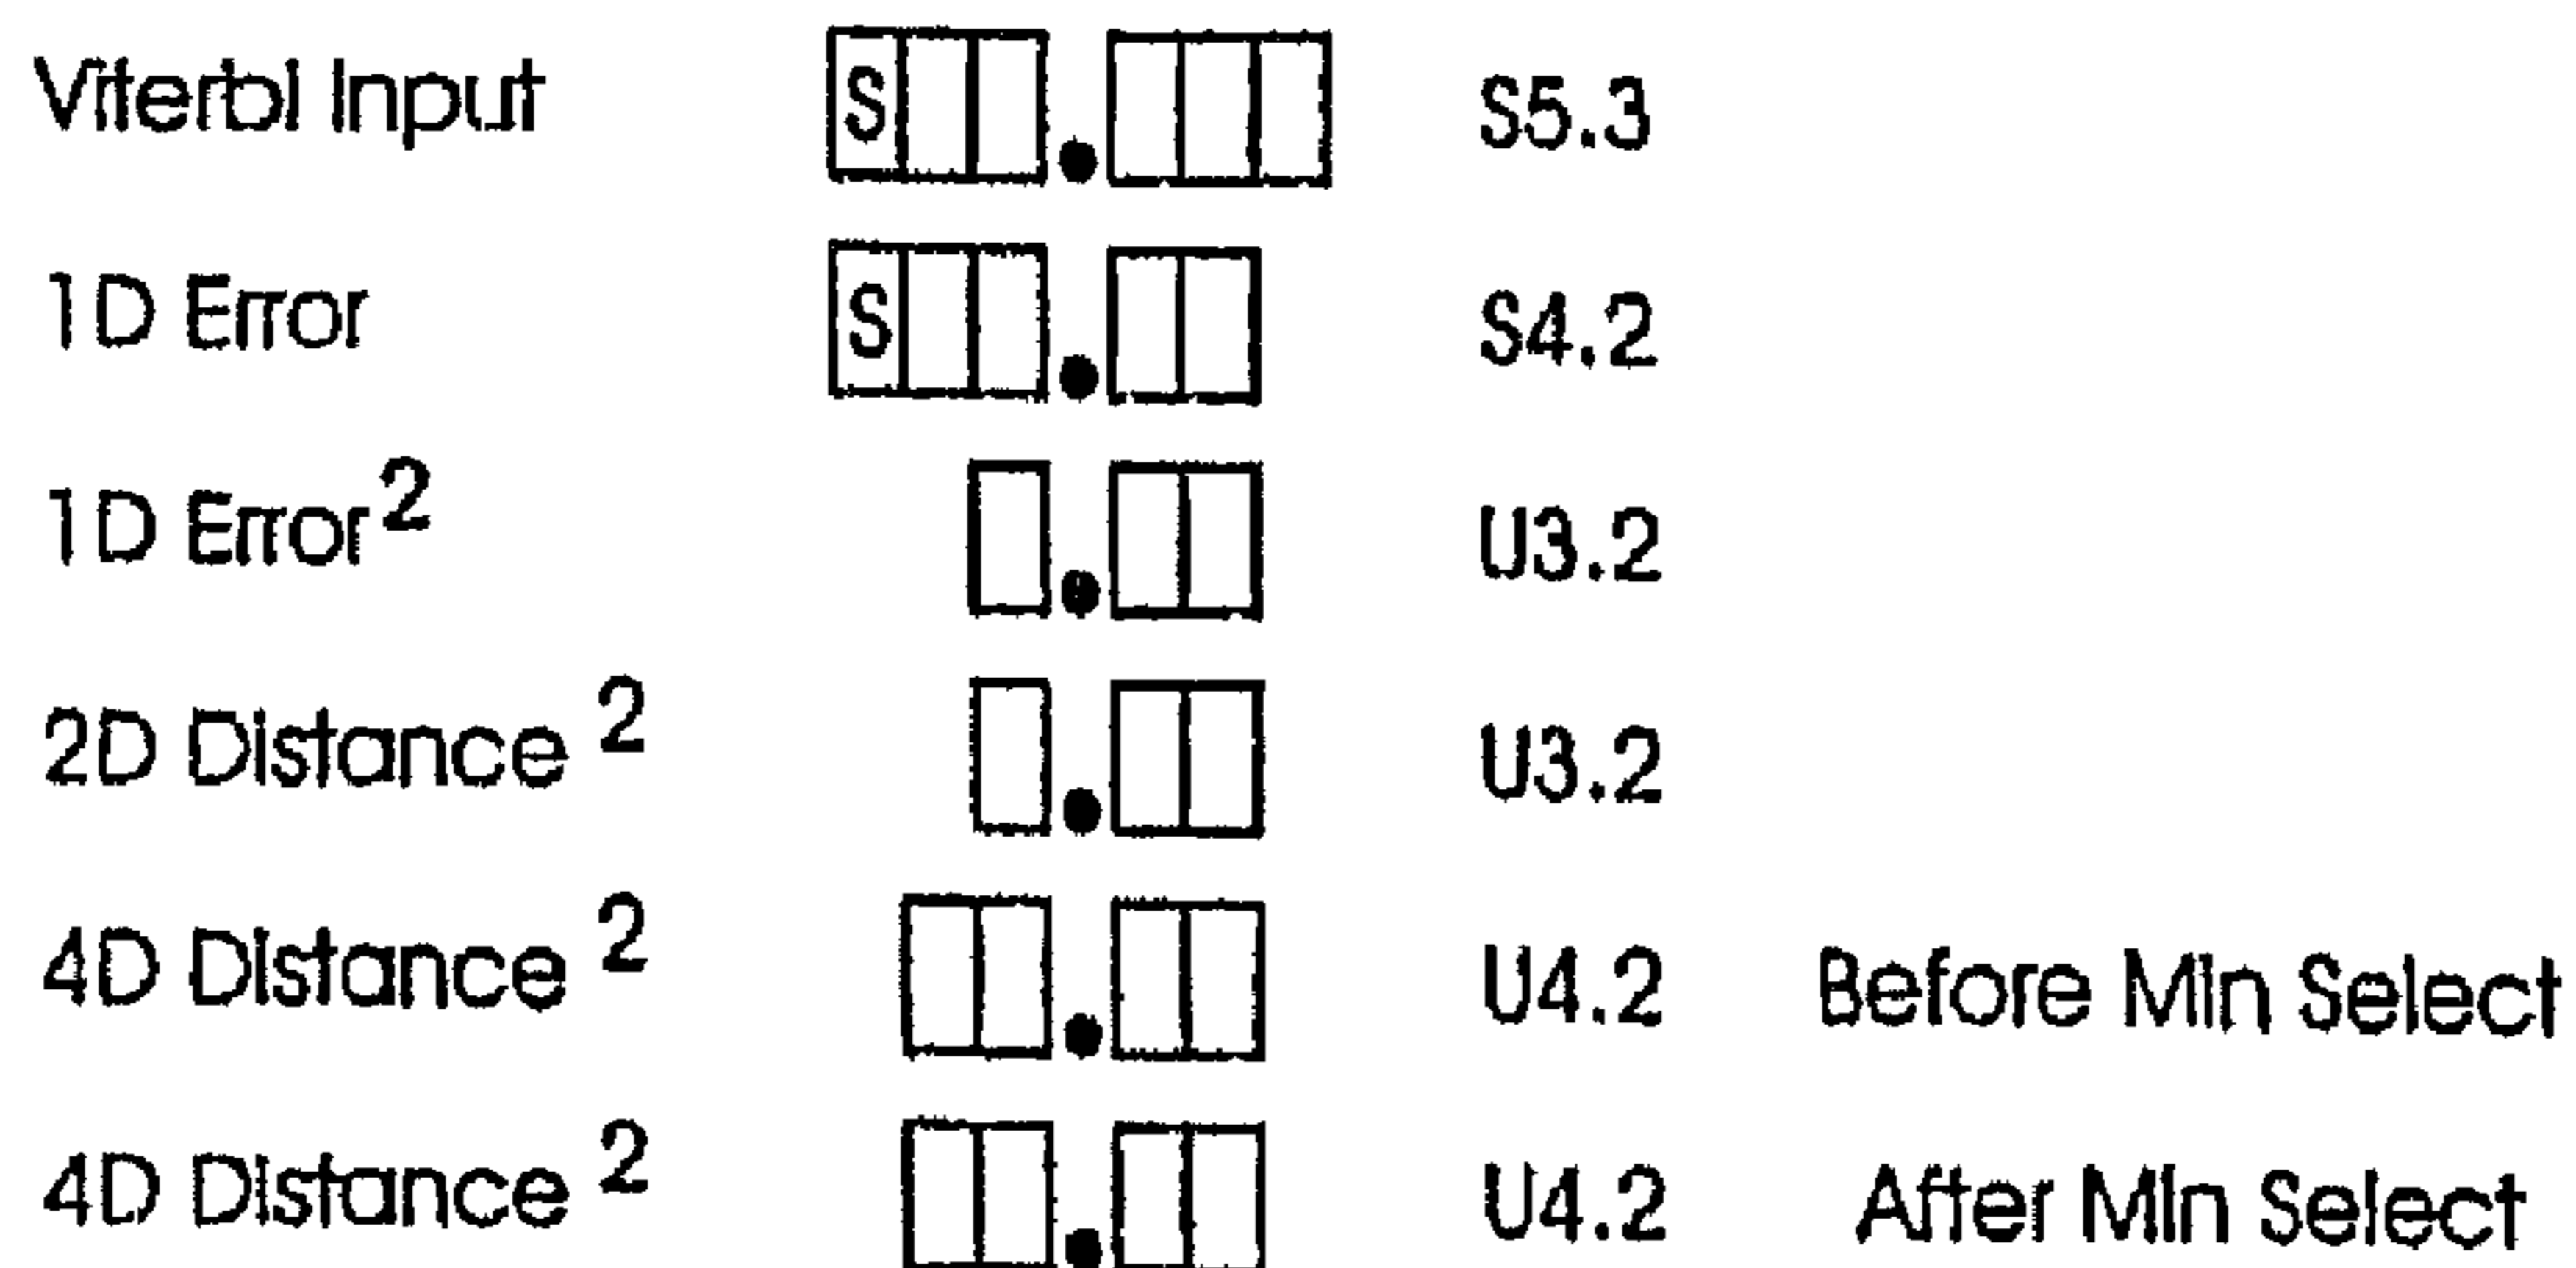 Viterbi Input S . S5.3
1D Error S . S4.2
1D Error² . U3.2
2D Distance ² . U3.2
4D Distance ² . U4.2 Before Min Select
4D Distance ² . U4.2 After Min Select